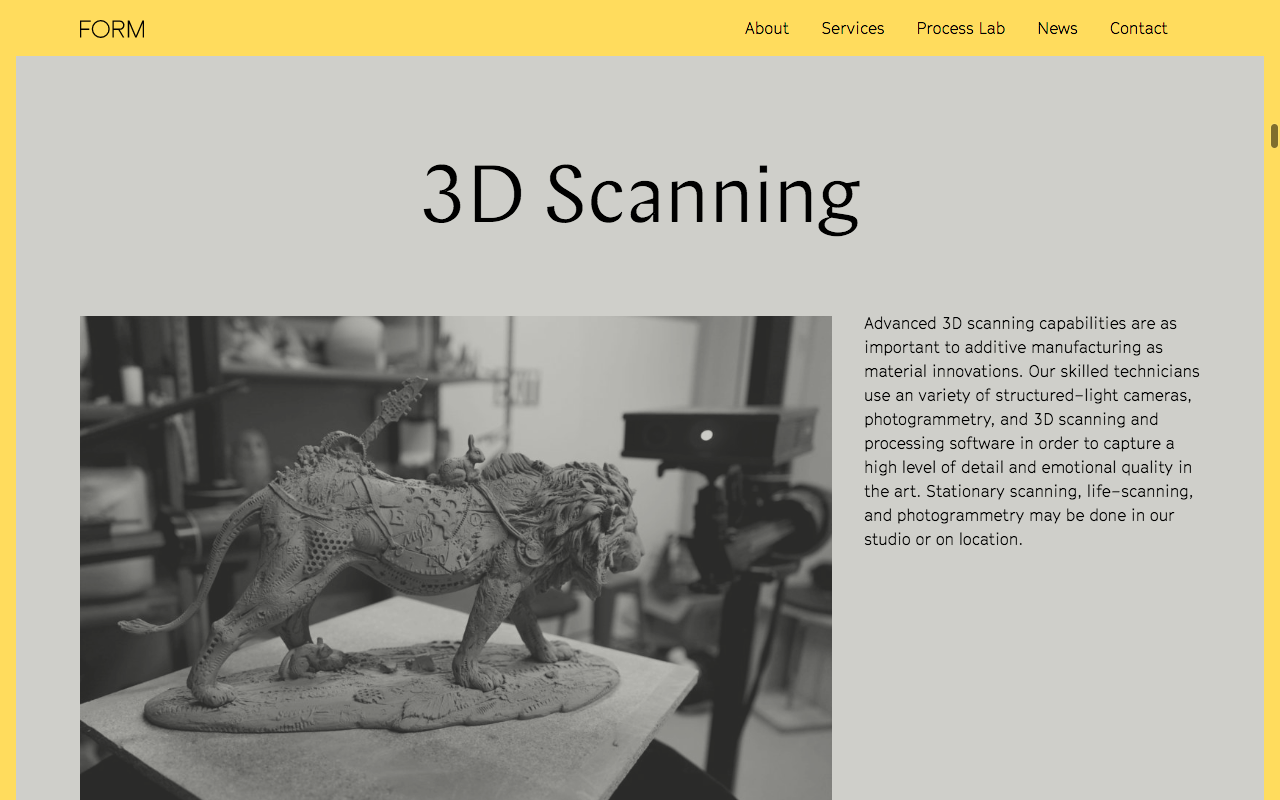 FORM
About Services Process Lab News Contact
3D Scanning
Advanced 3D scanning capabilities are as
important to additive manufacturing as
material innovations. Our skilled technicians
use an variety of structured-light cameras,
photogrammetry, and 3D scanning and
processing software in order to capture a
high level of detail and emotional quality in
the art. Stationary scanning, life-scanning,
and photogrammetry may be done in our
studio or on location.